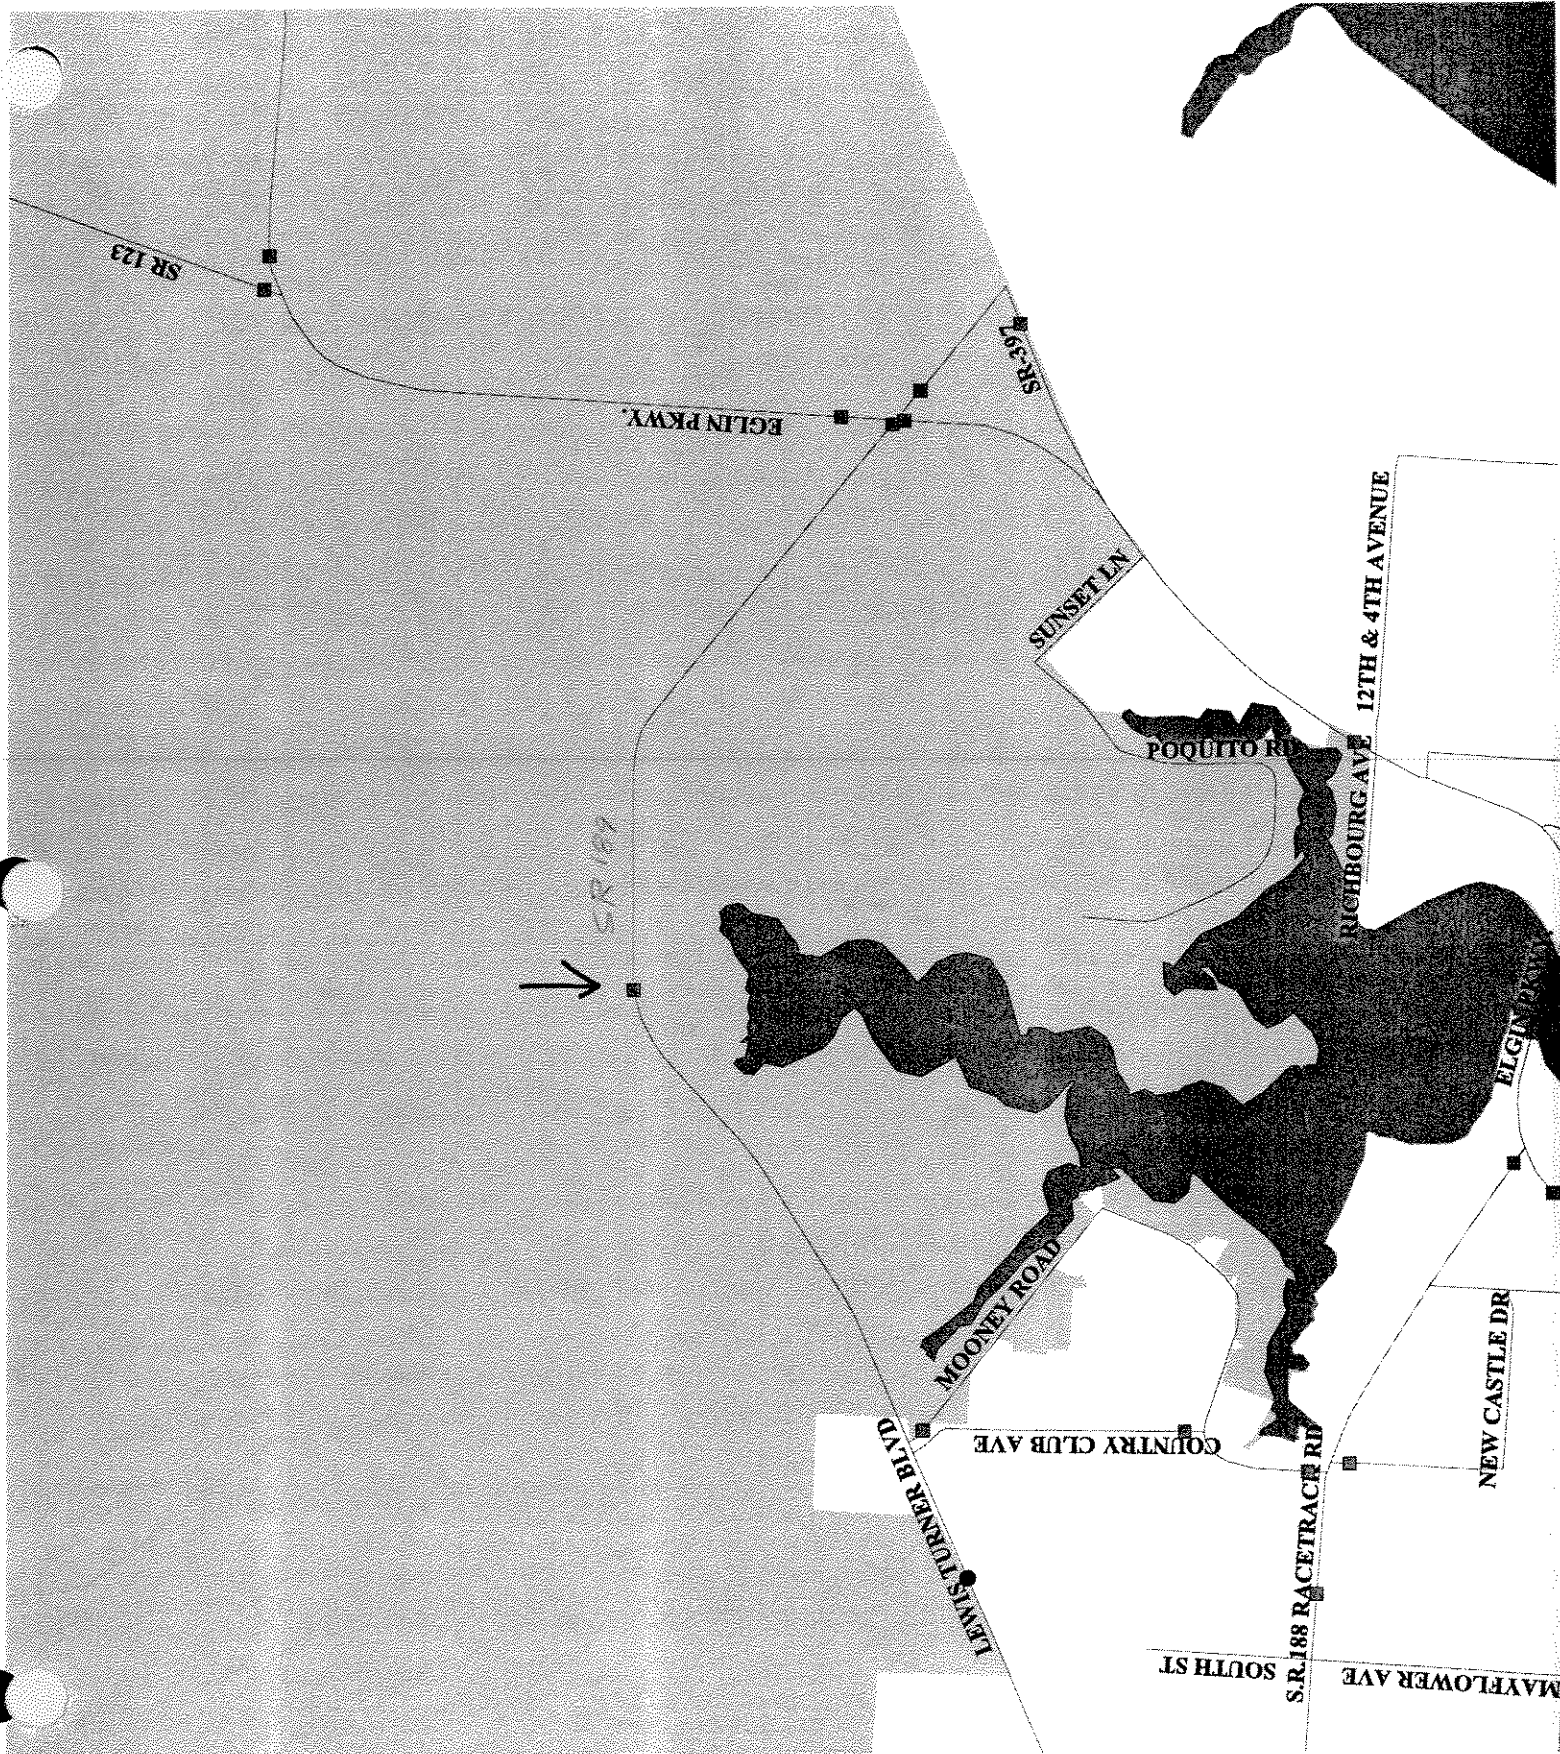 SR 123
EGLIN PKWY.
SR-397
SUNSET LN
12TH & 4TH AVENUE
POQUITO RD
RICHBOURG AVE
ELGIN PKWY
MOONEY ROAD
LEWIS TURNER BLVD
COUNTRY CLUB AVE
NEW CASTLE DR
S.R.188 RACETRACK RD
SOUTH ST
MAYFLOWER AVE